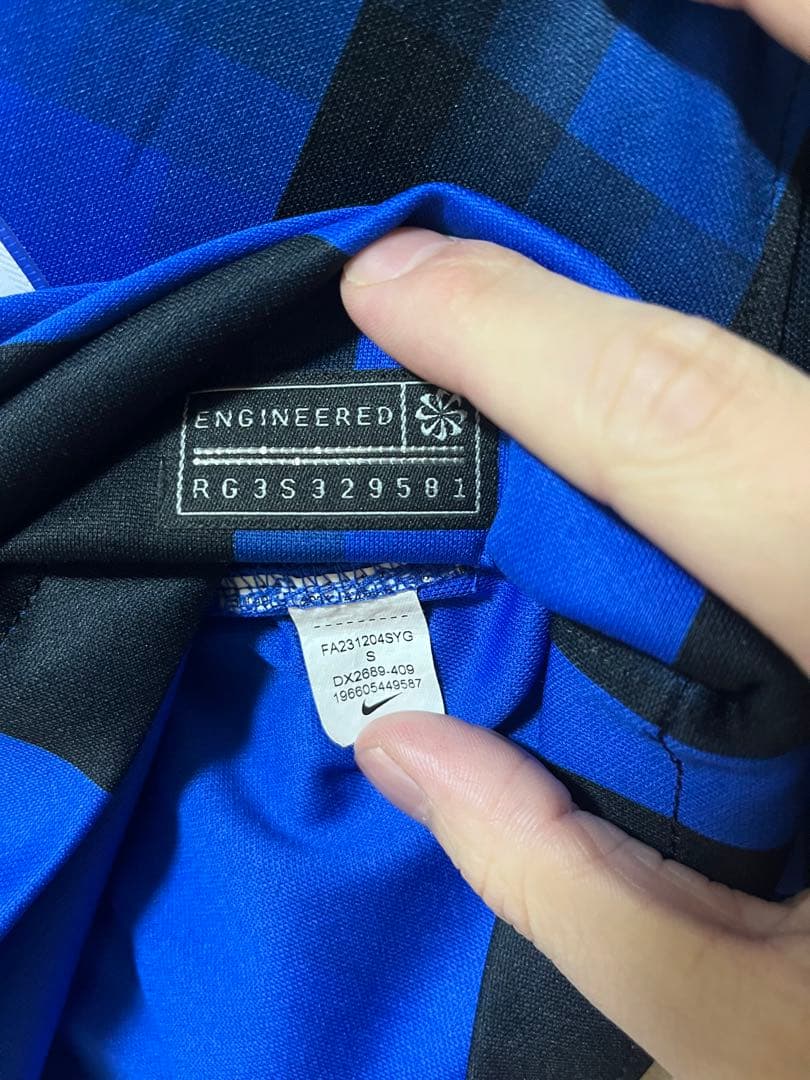 ENGINEERED
RG3S329581
FA231204SYG
S
DX2689-409
196605449587